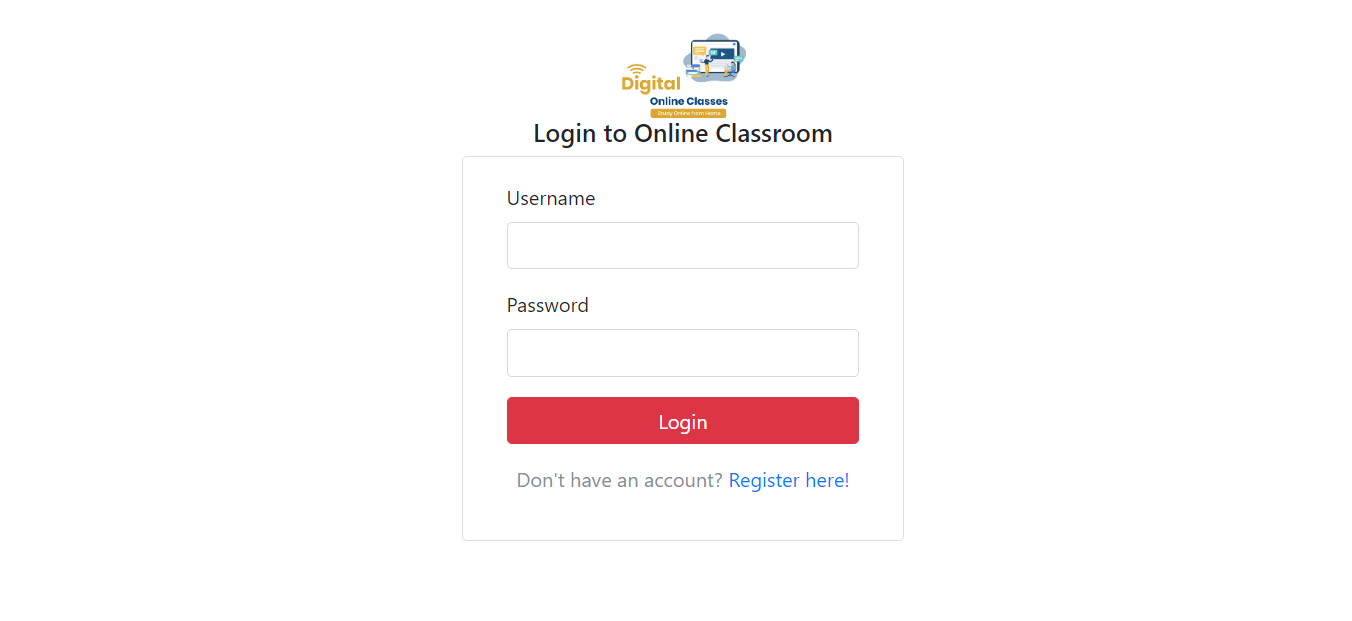 Digital
Online Classes
Study Online from Home
Login to Online Classroom
Username
Password
Login
Don't have an account? Register here!